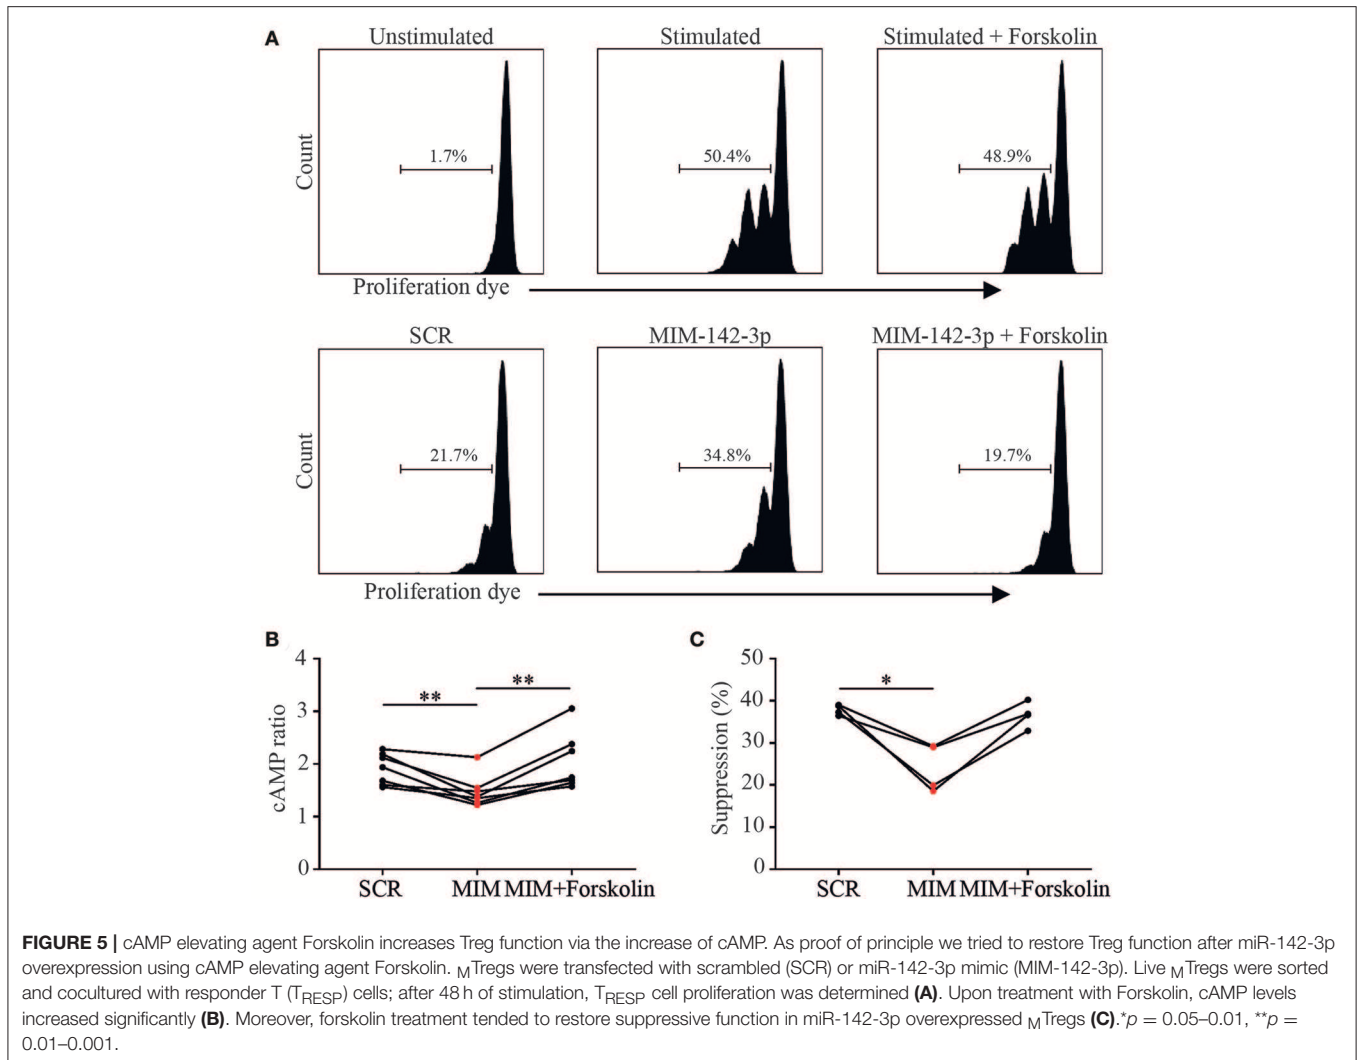 A
Unstimulated
Stimulated
Stimulated + Forskolin
Count
1.7%
50.4%
48.9%
Proliferation dye
SCR
MIM-142-3p
MIM-142-3p + Forskolin
Count
21.7%
34.8%
19.7%
Proliferation dye
B
cAMP ratio
4
3
2
1
0
**
**
SCR
MIM
MIM+Forskolin
C
Suppression (%)
50
40
30
20
10
0
*
SCR
MIM
MIM+Forskolin
FIGURE 5 | cAMP elevating agent Forskolin increases Treg function via the increase of cAMP. As proof of principle we tried to restore Treg function after miR-142-3p
overexpression using cAMP elevating agent Forskolin. MTregs were transfected with scrambled (SCR) or miR-142-3p mimic (MIM-142-3p). Live MTregs were sorted
and cocultured with responder T (TRESP) cells; after 48 h of stimulation, TRESP cell proliferation was determined (A). Upon treatment with Forskolin, cAMP levels
increased significantly (B). Moreover, forskolin treatment tended to restore suppressive function in miR-142-3p overexpressed MTregs (C).*p = 0.05–0.01, **p =
0.01–0.001.